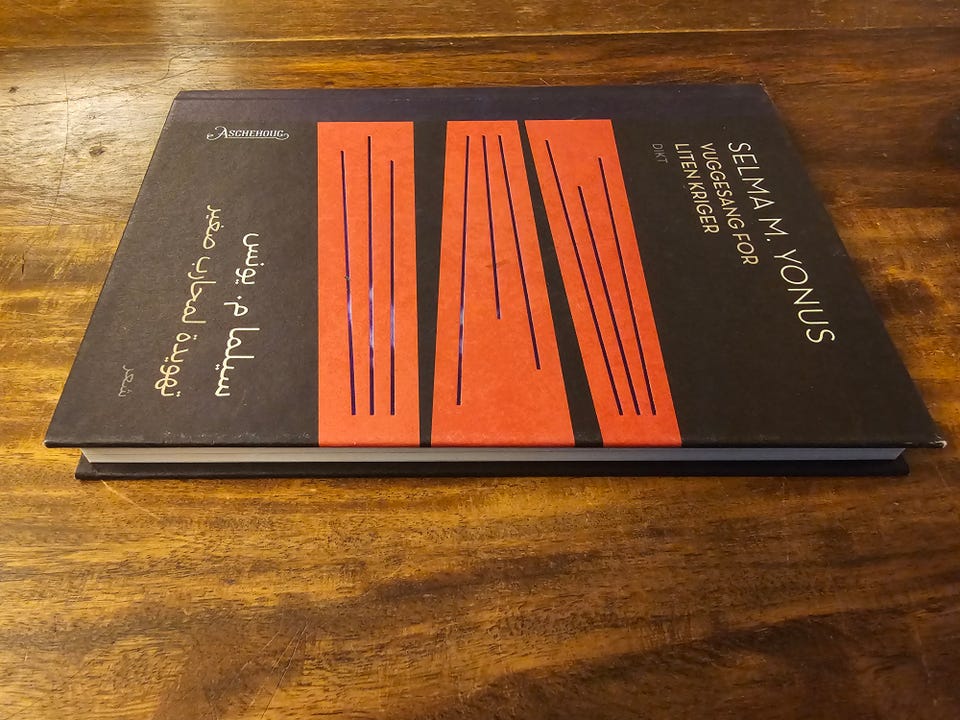 SELMA M. YONUS
VUGGESANG FOR
LITEN KRIGER
DIKT
سيلما م. يونس
تهويدة لمحارب صغير
شعر
ASCHEHOUG